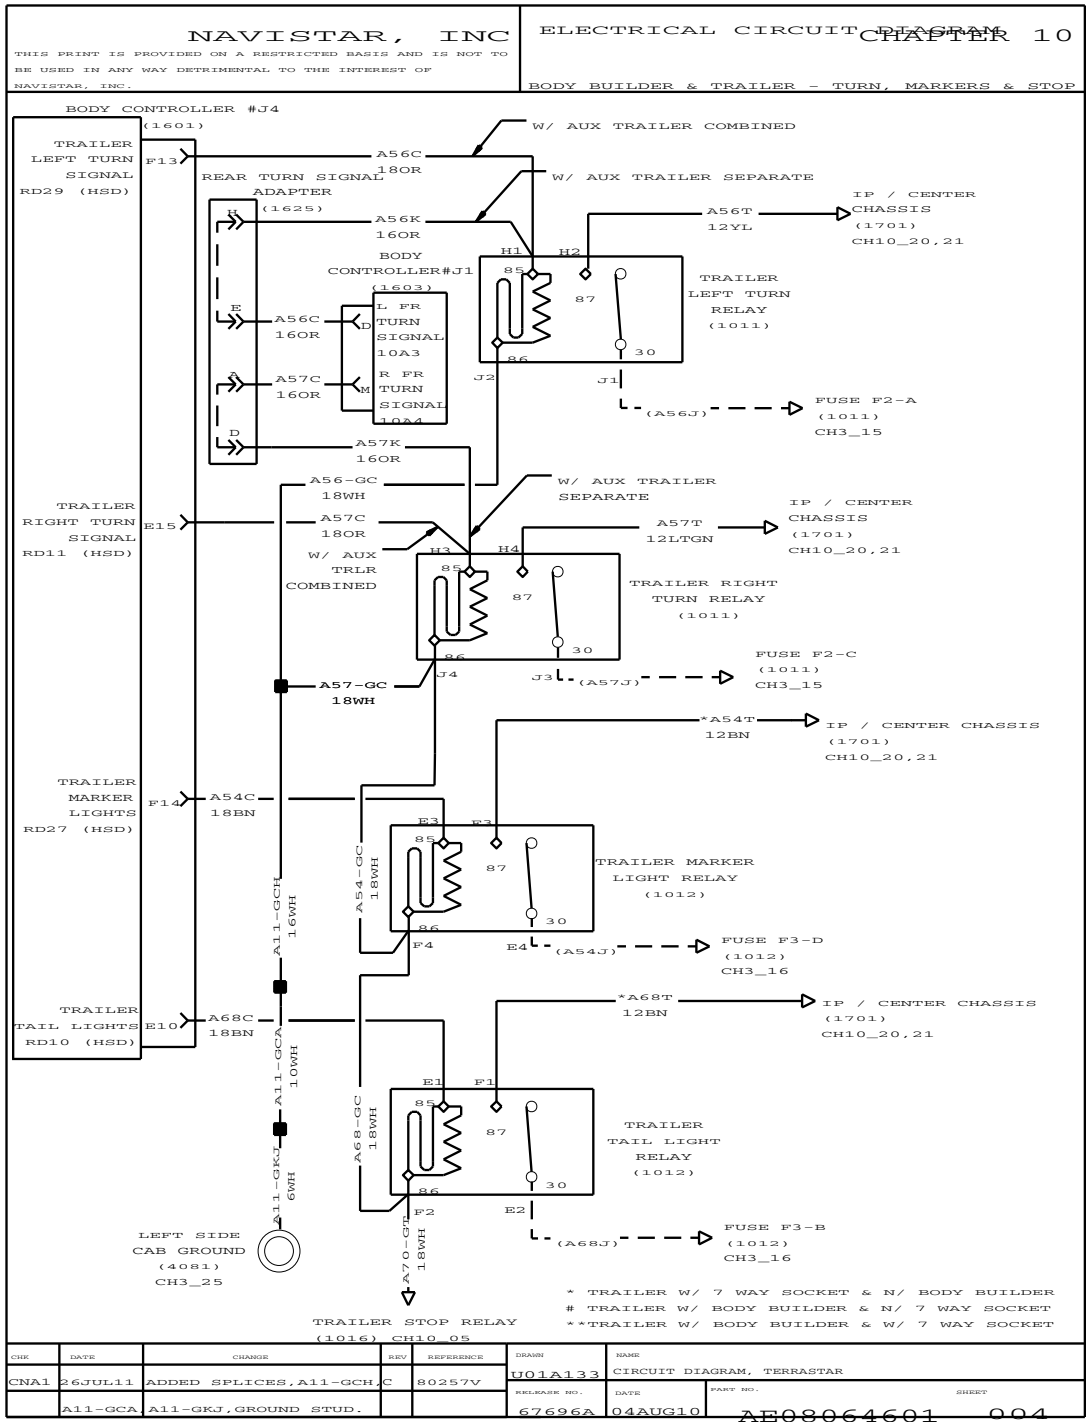 NAVISTAR, INC
THIS PRINT IS PROVIDED ON A RESTRICTED BASIS AND IS NOT TO
BE USED IN ANY WAY DETRIMENTAL TO THE INTEREST OF
NAVISTAR, INC.
ELECTRICAL CIRCUIT DIAGRAM
CHAPTER 10
BODY BUILDER & TRAILER - TURN, MARKERS & STOP
BODY CONTROLLER #J4
(1601)
TRAILER
LEFT TURN
SIGNAL
RD29 (HSD)
F13
A56C
18OR
W/ AUX TRAILER COMBINED
REAR TURN SIGNAL
ADAPTER
(1625)
W/ AUX TRAILER SEPARATE
H
A56K
16OR
BODY
CONTROLLER#J1
(1603)
E
A56C
16OR
D
L FR
TURN
SIGNAL
10A3
A
A57C
16OR
M
R FR
TURN
SIGNAL
10A4
D
A57K
16OR
H1
H2
85
87
86
30
J2
J1
A56T
12YL
IP / CENTER
CHASSIS
(1701)
CH10_20,21
TRAILER
LEFT TURN
RELAY
(1011)
(A56J)
FUSE F2-A
(1011)
CH3_15
A56-GC
18WH
W/ AUX TRAILER
SEPARATE
TRAILER
RIGHT TURN
SIGNAL
RD11 (HSD)
E15
A57C
18OR
W/ AUX
TRLR
COMBINED
H3
H4
85
87
86
30
J4
J3
A57T
12LTGN
IP / CENTER
CHASSIS
(1701)
CH10_20,21
TRAILER RIGHT
TURN RELAY
(1011)
(A57J)
FUSE F2-C
(1011)
CH3_15
A57-GC
18WH
*A54T
12BN
IP / CENTER CHASSIS
(1701)
CH10_20,21
TRAILER
MARKER
LIGHTS
RD27 (HSD)
F14
A54C
18BN
E3
F3
85
87
86
30
F4
E4
A54-GC
18WH
TRAILER MARKER
LIGHT RELAY
(1012)
(A54J)
FUSE F3-D
(1012)
CH3_16
A11-GCH
16WH
*A68T
12BN
IP / CENTER CHASSIS
(1701)
CH10_20,21
TRAILER
TAIL LIGHTS
RD10 (HSD)
E10
A68C
18BN
A11-GCA
10WH
E1
F1
85
87
86
30
F2
E2
A68-GC
18WH
TRAILER
TAIL LIGHT
RELAY
(1012)
(A68J)
FUSE F3-B
(1012)
CH3_16
A11-GKJ
6WH
LEFT SIDE
CAB GROUND
(4081)
CH3_25
A70-GT
18WH
TRAILER STOP RELAY
(1016) CH10_05
* TRAILER W/ 7 WAY SOCKET & N/ BODY BUILDER
# TRAILER W/ BODY BUILDER & N/ 7 WAY SOCKET
**TRAILER W/ BODY BUILDER & W/ 7 WAY SOCKET
CHK DATE CHANGE REV REFERENCE
CNA1 26JUL11 ADDED SPLICES,A11-GCH, C 80257V
A11-GCA, A11-GKJ,GROUND STUD.
DRAWN
U01A133
NAME
CIRCUIT DIAGRAM, TERRASTAR
RELEASE NO.
67696A
DATE
04AUG10
PART NO.
AE08064601
SHEET
094